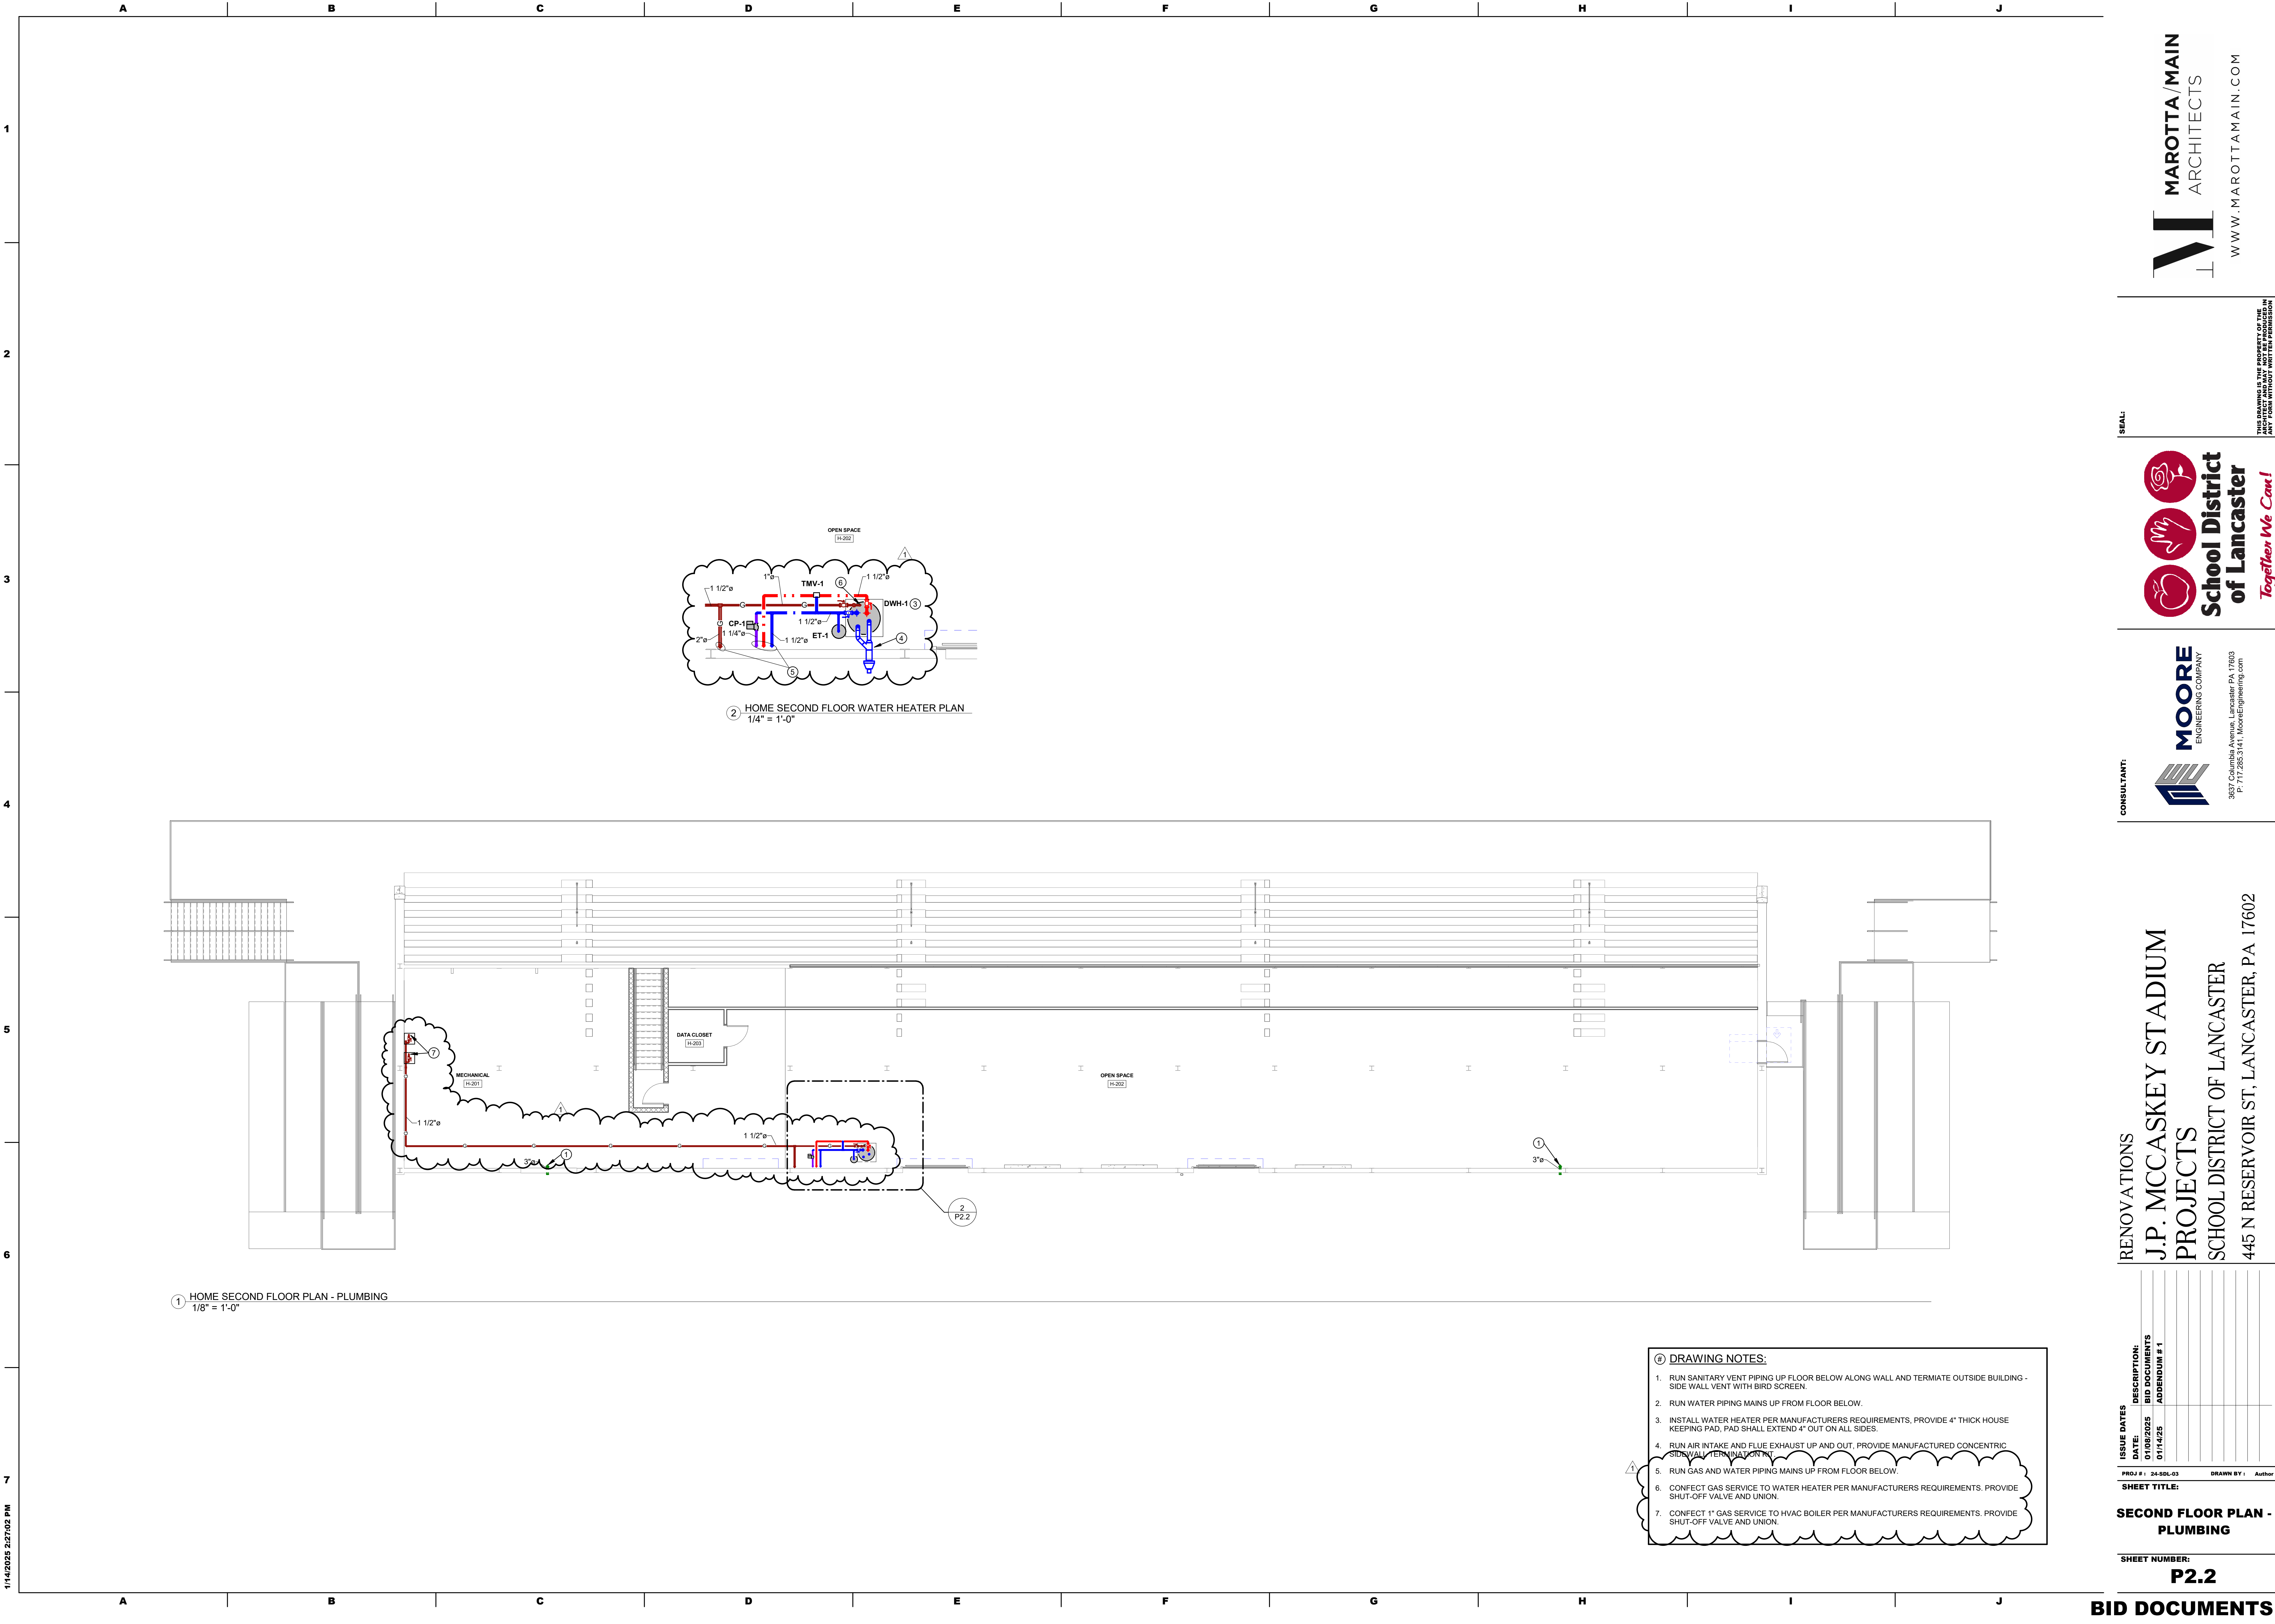 A B C D E F G H I J
1
2
3
4
5
6
7
OPEN SPACE
H-202
1
1 1/2"ø
1"ø
TMV-1
6
1 1/2"ø
G
G
DWH-1
3
G
CP-1
1 1/4"ø
1 1/2"ø
ET-1
2"ø
1 1/2"ø
4
5
2
HOME SECOND FLOOR WATER HEATER PLAN
1/4" = 1'-0"
DATA CLOSET
H-203
7
MECHANICAL
H-201
OPEN SPACE
H-202
1
1 1/2"ø
1 1/2"ø
G G G G G G
3"ø
1
1
3"ø
2
P2.2
1
HOME SECOND FLOOR PLAN - PLUMBING
1/8" = 1'-0"
# DRAWING NOTES:
1. RUN SANITARY VENT PIPING UP FLOOR BELOW ALONG WALL AND TERMIATE OUTSIDE BUILDING -
SIDE WALL VENT WITH BIRD SCREEN.
2. RUN WATER PIPING MAINS UP FROM FLOOR BELOW.
3. INSTALL WATER HEATER PER MANUFACTURERS REQUIREMENTS, PROVIDE 4" THICK HOUSE
KEEPING PAD, PAD SHALL EXTEND 4" OUT ON ALL SIDES.
4. RUN AIR INTAKE AND FLUE EXHAUST UP AND OUT, PROVIDE MANUFACTURED CONCENTRIC
SIDEWALL TERMINATION KIT.
1
5. RUN GAS AND WATER PIPING MAINS UP FROM FLOOR BELOW.
6. CONFECT GAS SERVICE TO WATER HEATER PER MANUFACTURERS REQUIREMENTS. PROVIDE
SHUT-OFF VALVE AND UNION.
7. CONFECT 1" GAS SERVICE TO HVAC BOILER PER MANUFACTURERS REQUIREMENTS. PROVIDE
SHUT-OFF VALVE AND UNION.
1/14/2025 2:27:02 PM
A B C D E F G H I J
MAROTTA/MAIN
ARCHITECTS
WWW.MAROTTAMAIN.COM
SEAL:
THIS DRAWING IS THE PROPERTY OF THE
ARCHITECT AND MAY NOT BE PRODUCED IN
ANY FORM WITHOUT WRITTEN PERMISSION
School District
of Lancaster
Together We Can!
CONSULTANT:
MOORE
ENGINEERING COMPANY
3637 Columbia Avenue, Lancaster PA 17603
P: 717.285.3141, MooreEngineering.com
RENOVATIONS
J.P. MCCASKEY STADIUM
PROJECTS
SCHOOL DISTRICT OF LANCASTER
445 N RESERVOIR ST, LANCASTER, PA 17602
ISSUE DATES
DATE: DESCRIPTION:
01/08/2025 BID DOCUMENTS
01/14/25 ADDENDUM # 1
PROJ # : 24-SDL-03 DRAWN BY : Author
SHEET TITLE:
SECOND FLOOR PLAN -
PLUMBING
SHEET NUMBER:
P2.2
BID DOCUMENTS